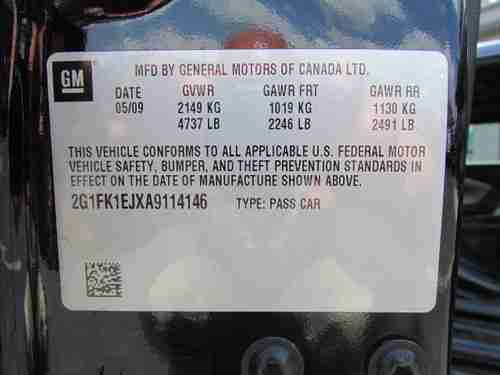 GM MFD BY GENERAL MOTORS OF CANADA LTD.
DATE GVWR GAWR FRT GAWR RR
05/09 2149 KG 1019 KG 1130 KG
4737 LB 2246 LB 2491 LB
THIS VEHICLE CONFORMS TO ALL APPLICABLE U.S. FEDERAL MOTOR
VEHICLE SAFETY, BUMPER, AND THEFT PREVENTION STANDARDS IN
EFFECT ON THE DATE OF MANUFACTURE SHOWN ABOVE.
2G1FK1EJXA9114146 TYPE: PASS CAR